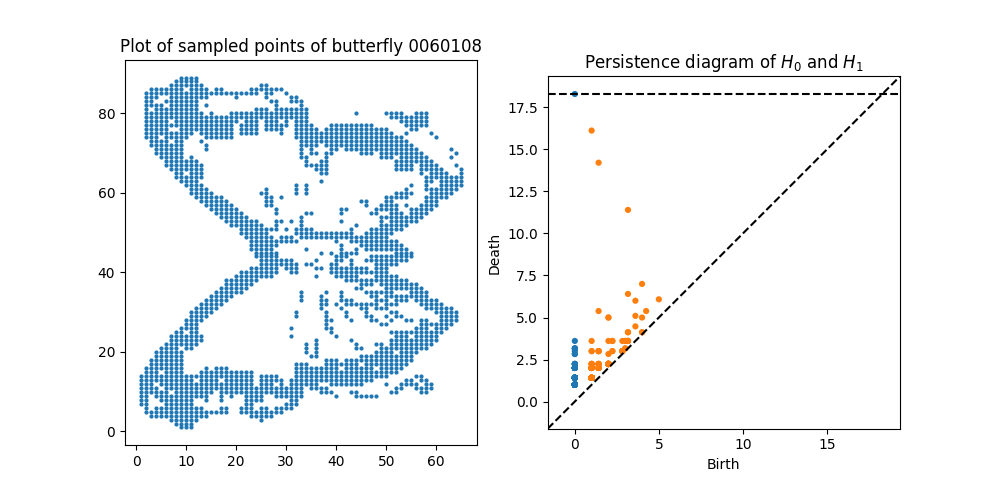 Plot of sampled points of butterfly 0060108
80
60
40
20
0
0 10 20 30 40 50 60
Persistence diagram of H₀ and H₁
Death
17.5
15.0
12.5
10.0
7.5
5.0
2.5
0.0
0 5 10 15
Birth